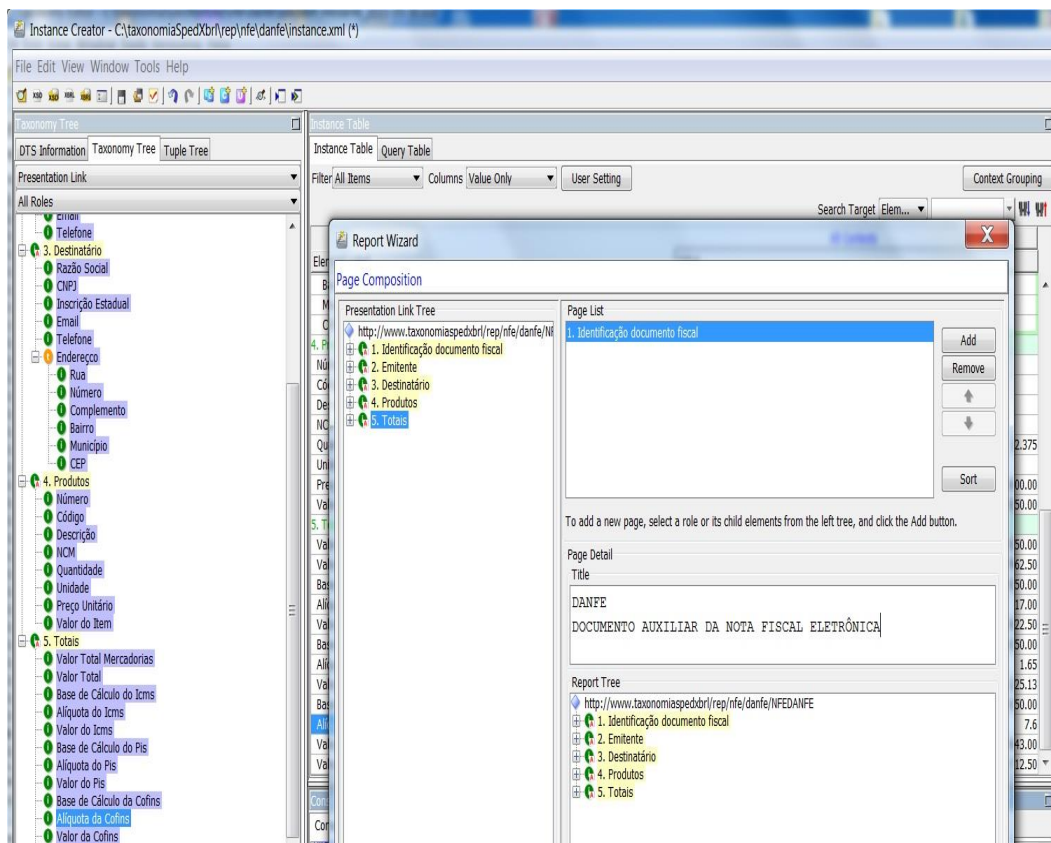 Instance Creator - C:\taxonomiaSpedXbrl\rep\nfe\danfe\instance.xml (*)
File Edit View Window Tools Help
Taxonomy Tree
DTS Information Taxonomy Tree Tuple Tree
Presentation Link
All Roles
Email
Telefone
3. Destinatário
Razão Social
CNPJ
Inscrição Estadual
Email
Telefone
Endereçco
Rua
Número
Complemento
Bairro
Município
CEP
4. Produtos
Número
Código
Descrição
NCM
Quantidade
Unidade
Preço Unitário
Valor do Item
5. Totais
Valor Total Mercadorias
Valor Total
Base de Cálculo do Icms
Alíquota do Icms
Valor do Icms
Base de Cálculo do Pis
Alíquota do Pis
Valor do Pis
Base de Cálculo da Cofins
Alíquota da Cofins
Valor da Cofins
Instance Table
Instance Table Query Table
Filter All Items Columns Value Only User Setting Context Grouping
Search Target Elem...
Report Wizard
Page Composition
Presentation Link Tree
http://www.taxonomiaspedxbrl/rep/nfe/danfe/NF
1. Identificação documento fiscal
2. Emitente
3. Destinatário
4. Produtos
5. Totais
Page List
1. Identificação documento fiscal
Add
Remove
Sort
To add a new page, select a role or its child elements from the left tree, and click the Add button.
Page Detail
Title
DANFE
DOCUMENTO AUXILIAR DA NOTA FISCAL ELETRÔNICA
Report Tree
http://www.taxonomiaspedxbrl/rep/nfe/danfe/NFEDANFE
1. Identificação documento fiscal
2. Emitente
3. Destinatário
4. Produtos
5. Totais
2.375
00.00
50.00
50.00
62.50
50.00
17.00
22.50
50.00
1.65
25.13
50.00
7.6
43.00
12.50